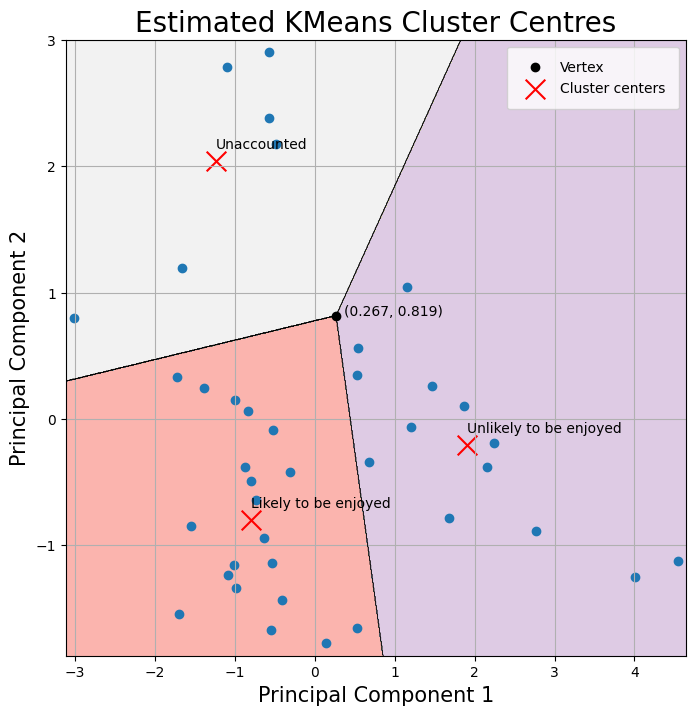 Estimated KMeans Cluster Centres
Vertex
Cluster centers
Unaccounted
(0.267, 0.819)
Unlikely to be enjoyed
Likely to be enjoyed
Principal Component 2
3
2
1
0
−1
−3
−2
−1
0
1
2
3
4
Principal Component 1